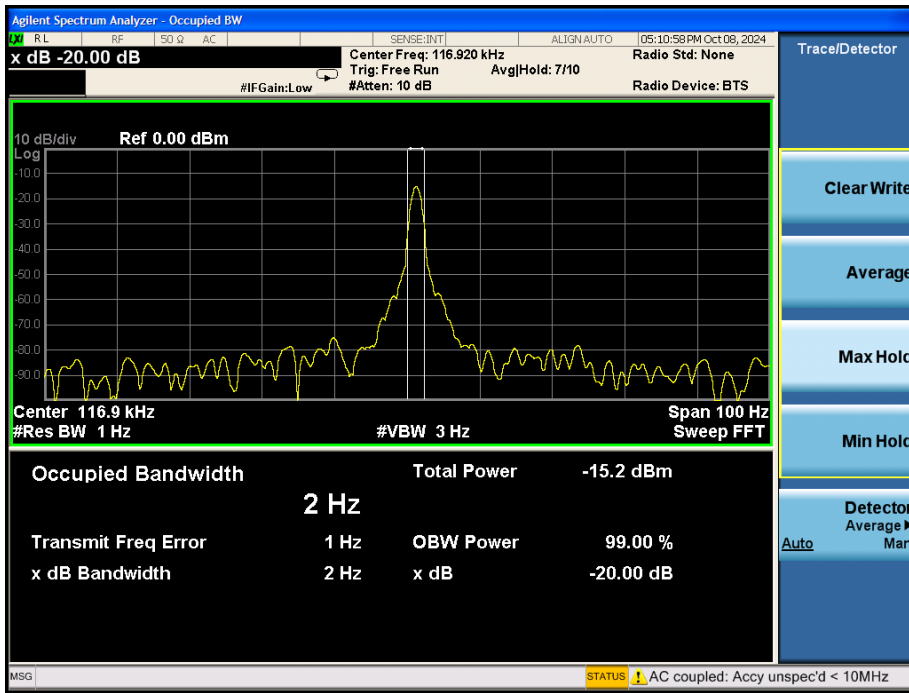 Agilent Spectrum Analyzer - Occupied BW
LXI RL RF 50 Ω AC SENSE:INT ALIGN AUTO 05:10:58 PM Oct 08, 2024
x dB -20.00 dB
Center Freq: 116.920 kHz
Radio Std: None
Trig: Free Run
Avg|Hold: 7/10
#IFGain:Low
#Atten: 10 dB
Radio Device: BTS
Trace/Detector
10 dB/div
Ref 0.00 dBm
Log
-10.0
-20.0
-30.0
-40.0
-50.0
-60.0
-70.0
-80.0
-90.0
Center 116.9 kHz
Span 100 Hz
#Res BW 1 Hz
#VBW 3 Hz
Sweep FFT
Occupied Bandwidth
Total Power -15.2 dBm
2 Hz
Transmit Freq Error 1 Hz
OBW Power 99.00 %
x dB Bandwidth 2 Hz
x dB -20.00 dB
Clear Write
Average
Max Hold
Min Hold
Detector
Average
Auto Man
MSG
STATUS
AC coupled: Accy unspec'd < 10MHz